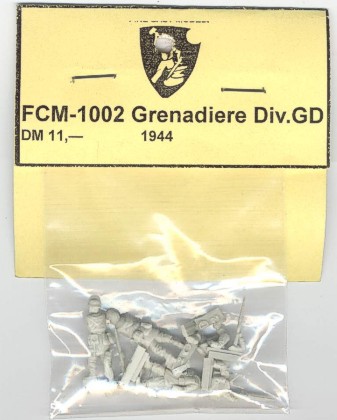 FCM-1002 Grenadiere Div.GD
DM 11,— 1944